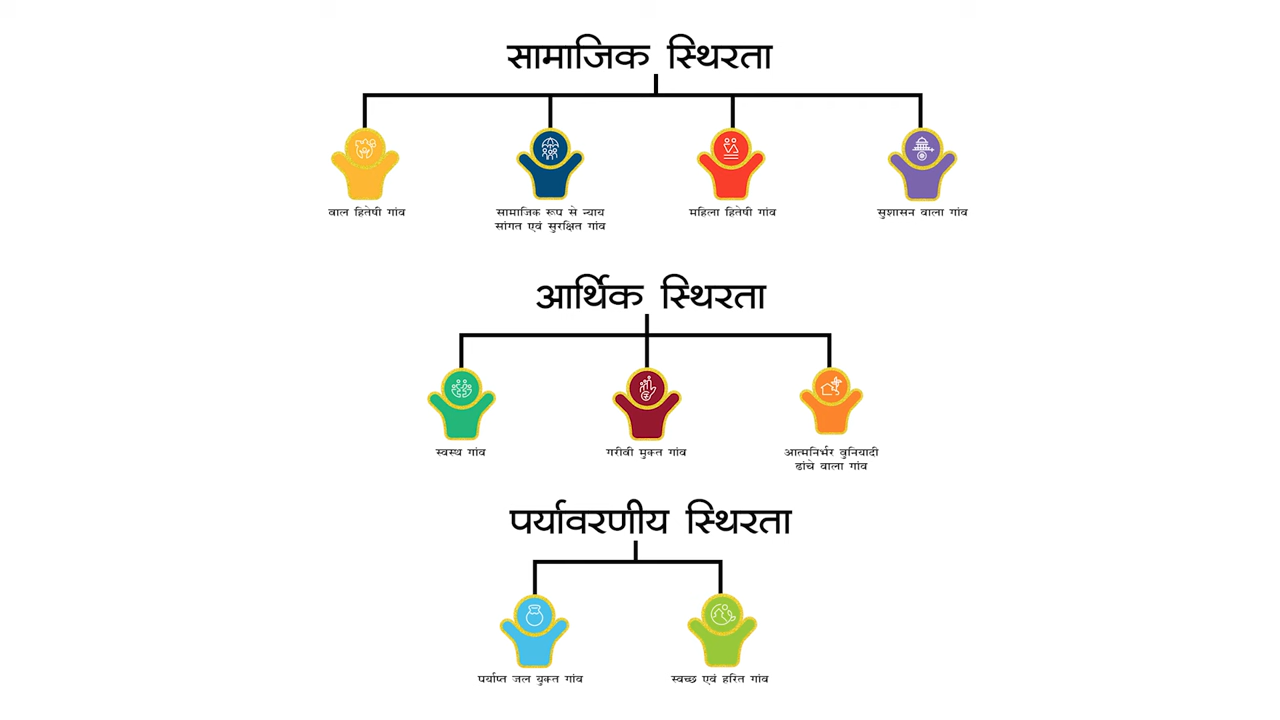 सामाजिक स्थिरता
वाल हितेषी गांव
सामाजिक रूप से न्याय
सांगत एवं सुरक्षित गांव
महिला हितेषी गांव
सुशासन वाला गांव
आर्थिक स्थिरता
स्वस्थ गांव
गरीवी मुक्त गांव
आत्मनिर्भर वुनियादी
ढांचे वाला गांव
पर्यावरणीय स्थिरता
पर्याप्त जल युक्त गांव
स्वच्छ एवं हरित गांव